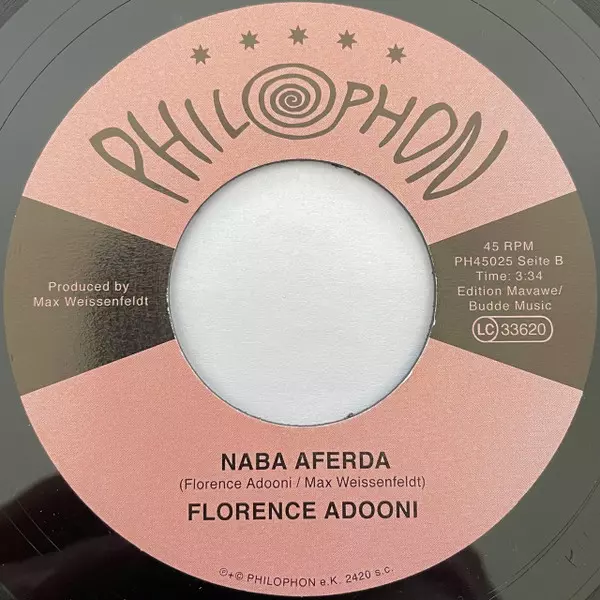 PHILOPHON
Produced by
Max Weissenfeldt
45 RPM
PH45025 Seite B
Time: 3:34
Edition Mavawe/
Budde Music
LC 33620
NABA AFERDA
(Florence Adooni / Max Weissenfeldt)
FLORENCE ADOONI
℗+© PHILOPHON e.K. 2420 s.c.